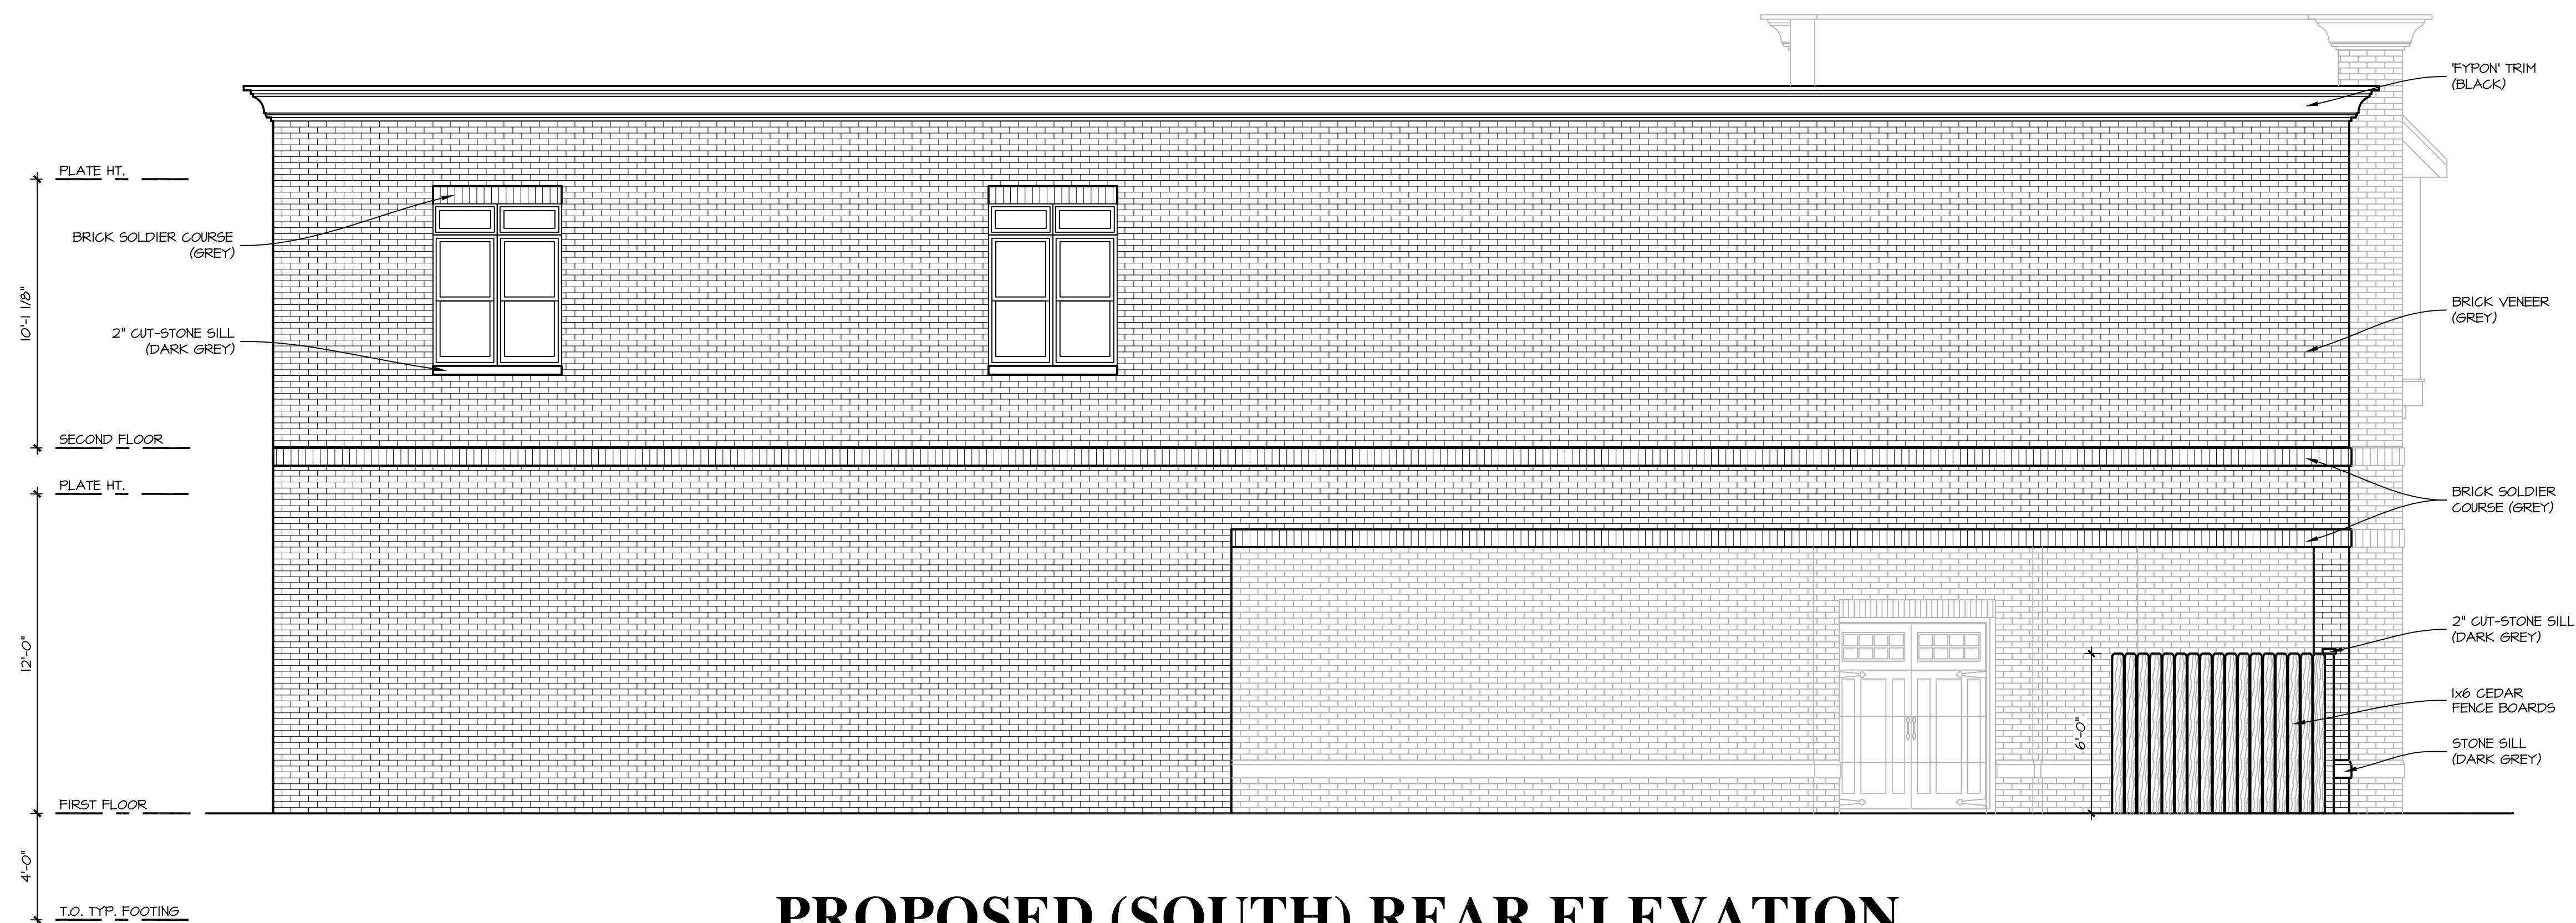 'FYPON' TRIM
(BLACK)
PLATE HT.
BRICK SOLDIER COURSE
(GREY)
10'-1 1/8"
BRICK VENEER
(GREY)
2" CUT-STONE SILL
(DARK GREY)
SECOND FLOOR
PLATE HT.
BRICK SOLDIER
COURSE (GREY)
12'-0"
2" CUT-STONE SILL
(DARK GREY)
1x6 CEDAR
FENCE BOARDS
6'-0"
STONE SILL
(DARK GREY)
FIRST FLOOR
4'-0"
T.O. TYP. FOOTING
PROPOSED (SOUTH) REAR ELEVATION